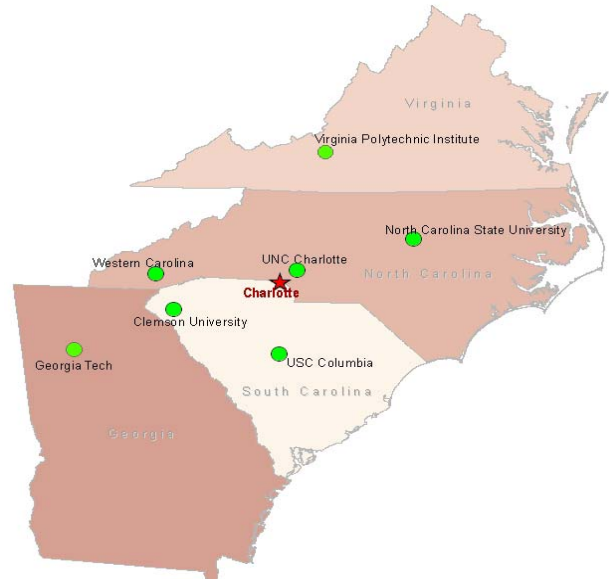 Virginia
Virginia Polytechnic Institute
North Carolina State University
Western Carolina
UNC Charlotte
North Carolina
Charlotte
Clemson University
Georgia Tech
USC Columbia
South Carolina
Georgia